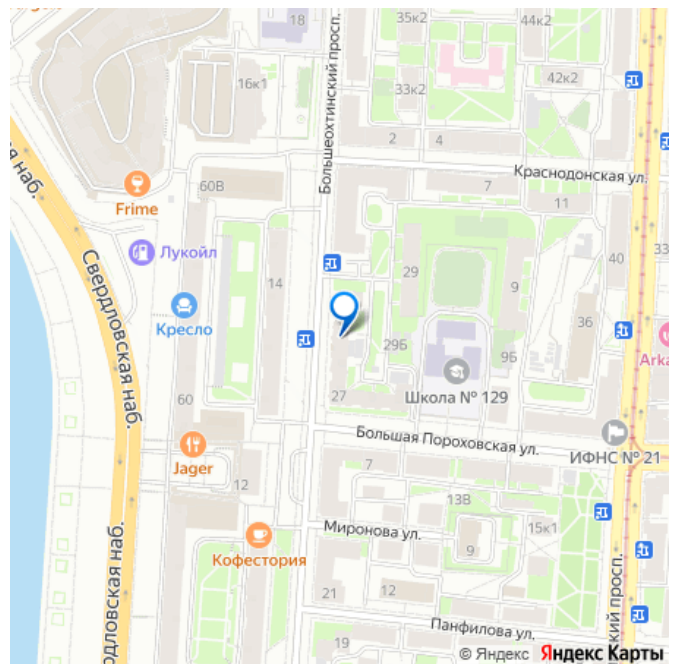 18
35к2
44к2
16к1
33к2
42к2
Большеохтинский просп.
2
4
Краснодонская ул.
наб.
60В
7
11
Frime
Лукойл
14
29
9
40
33
Свердловская наб.
Кресло
36
29Б
9Б
Arka
60
27
Школа № 129
Большая Пороховская ул.
ИФНС № 21
Jager
12
7
13В
15к1
Миронова ул.
9
Кофестория
21
12
рдловская наб.
19
Панфилова ул.
ский просп.
© Яндекс Яндекс Карты